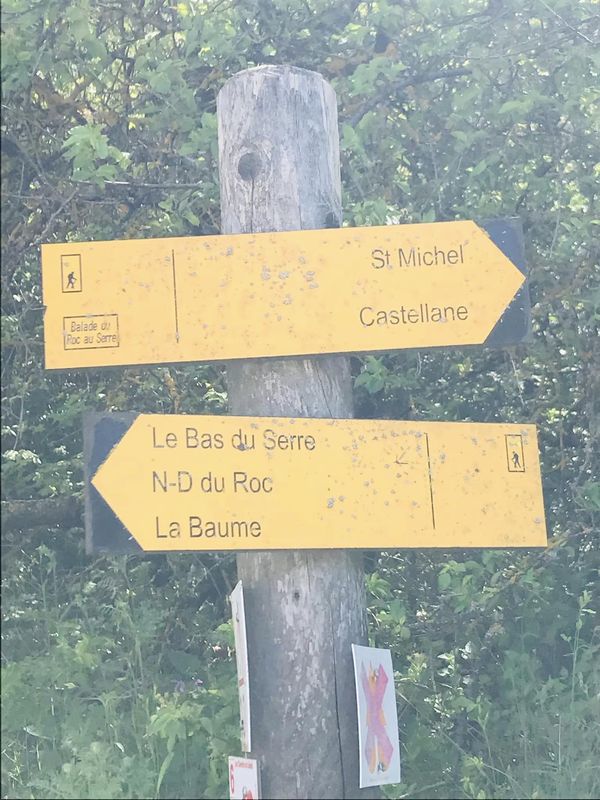 St Michel
Castellane
Balade du
Roc au Serre
Le Bas du Serre
N-D du Roc
La Baume